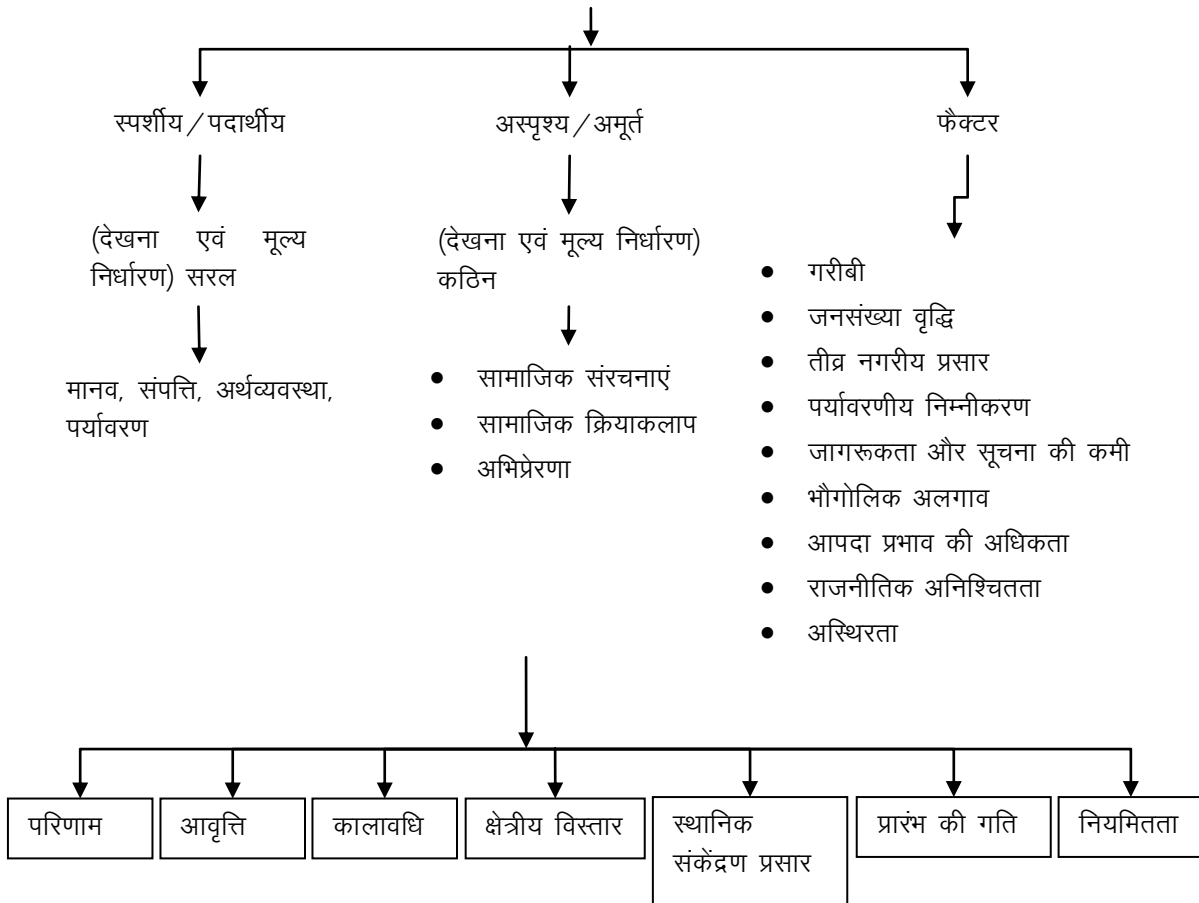 स्पर्शीय/पदार्थीय
(देखना एवं मूल्य
निर्धारण) सरल
मानव, संपत्ति, अर्थव्यवस्था,
पर्यावरण
अस्पृश्य/अमूर्त
(देखना एवं मूल्य निर्धारण)
कठिन
• सामाजिक संरचनाएं
• सामाजिक क्रियाकलाप
• अभिप्रेरणा
फैक्टर
• गरीबी
• जनसंख्या वृद्धि
• तीव्र नगरीय प्रसार
• पर्यावरणीय निम्नीकरण
• जागरूकता और सूचना की कमी
• भौगोलिक अलगाव
• आपदा प्रभाव की अधिकता
• राजनीतिक अनिश्चितता
• अस्थिरता
परिणाम
आवृत्ति
कालावधि
क्षेत्रीय विस्तार
स्थानिक
संकेंद्रण प्रसार
प्रारंभ की गति
नियमितता